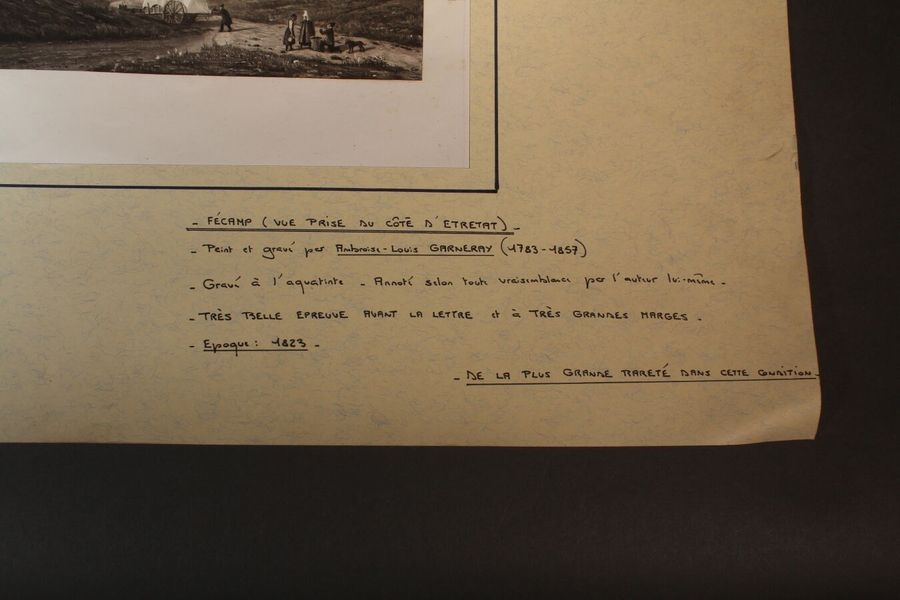 - FÉCAMP (VUE PRISE DU CÔTÉ D'ETRETAT) -
- Peint et gravé par Ambroise-Louis GARNERAY (1783-1857)
- Gravé à l'aquatinte - Annoté selon toute vraisemblance par l'auteur lui-même -
- TRÈS BELLE EPREUVE AVANT LA LETTRE et à TRÈS GRANDES MARGES -
- Epoque : 1823 -
- DE LA PLUS GRANDE RARETÉ DANS CETTE CONDITION -